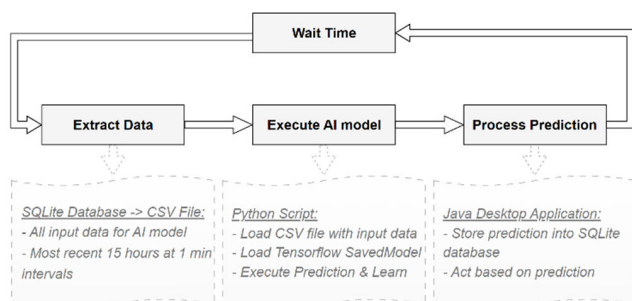 Wait Time
Extract Data
Execute AI model
Process Prediction
SQLite Database -> CSV File:
- All input data for AI model
- Most recent 15 hours at 1 min
intervals
Python Script:
- Load CSV file with input data
- Load Tensorflow SavedModel
- Execute Prediction & Learn
Java Desktop Application:
- Store prediction into SQLite
database
- Act based on prediction